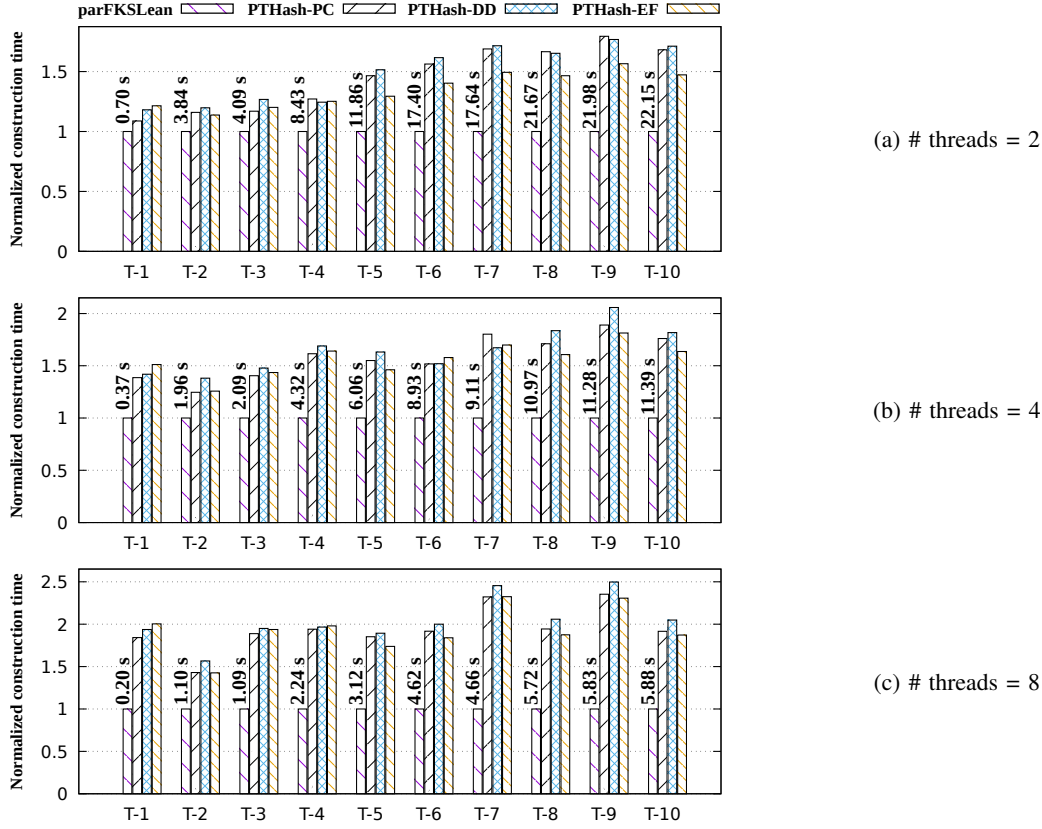 parFKSLean PTHash-PC PTHash-DD PTHash-EF
Normalized construction time
1.5
1
0.5
0
0.70 s
3.84 s
4.09 s
8.43 s
11.86 s
17.40 s
17.64 s
21.67 s
21.98 s
22.15 s
T-1 T-2 T-3 T-4 T-5 T-6 T-7 T-8 T-9 T-10
(a) # threads = 2
Normalized construction time
2
1.5
1
0.5
0
0.37 s
1.96 s
2.09 s
4.32 s
6.06 s
8.93 s
9.11 s
10.97 s
11.28 s
11.39 s
T-1 T-2 T-3 T-4 T-5 T-6 T-7 T-8 T-9 T-10
(b) # threads = 4
Normalized construction time
2.5
2
1.5
1
0.5
0
0.20 s
1.10 s
1.09 s
2.24 s
3.12 s
4.62 s
4.66 s
5.72 s
5.83 s
5.88 s
T-1 T-2 T-3 T-4 T-5 T-6 T-7 T-8 T-9 T-10
(c) # threads = 8